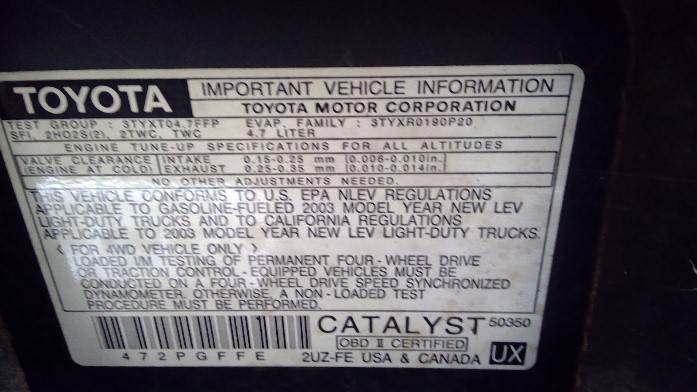 TOYOTA
IMPORTANT VEHICLE INFORMATION
TOYOTA MOTOR CORPORATION
TEST GROUP : 3TYXT04.7FFP EVAP. FAMILY : 3TYXR0190P20
SFI, 2HO2S(2), 2TWC, TWC 4.7 LITER
ENGINE TUNE-UP SPECIFICATIONS FOR ALL ALTITUDES
VALVE CLEARANCE INTAKE 0.15-0.25 mm (0.006-0.010in.)
(ENGINE AT COLD) EXHAUST 0.25-0.35 mm (0.010-0.014in.)
NO OTHER ADJUSTMENTS NEEDED.
THIS VEHICLE CONFORMS TO U.S. EPA NLEV REGULATIONS
APPLICABLE TO GASOLINE-FUELED 2003 MODEL YEAR NEW LEV
LIGHT-DUTY TRUCKS AND TO CALIFORNIA REGULATIONS
APPLICABLE TO 2003 MODEL YEAR NEW LEV LIGHT-DUTY TRUCKS.
< FOR 4WD VEHICLE ONLY >
LOADED I/M TESTING OF PERMANENT FOUR-WHEEL DRIVE
OR TRACTION CONTROL-EQUIPPED VEHICLES MUST BE
CONDUCTED ON A FOUR-WHEEL DRIVE SPEED SYNCHRONIZED
DYNAMOMETER. OTHERWISE, A NON-LOADED TEST
PROCEDURE MUST BE PERFORMED.
CATALYST 50350
OBD II CERTIFIED
472PGFFE 2UZ-FE USA & CANADA UX